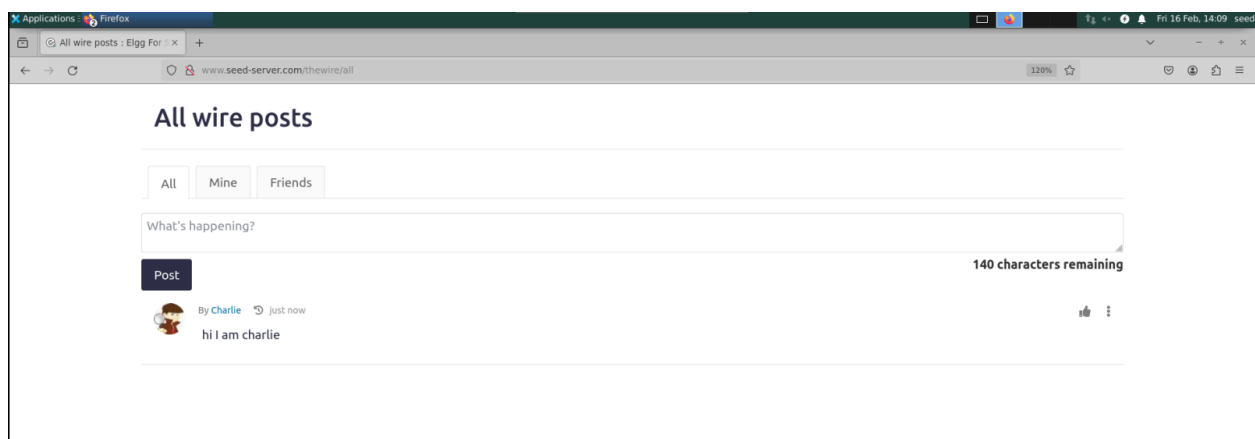 Applications : Firefox
Fri 16 Feb, 14:09 seed
All wire posts : Elgg For
www.seed-server.com/thewire/all
120%
All wire posts
All Mine Friends
What's happening?
Post
140 characters remaining
By Charlie just now
hi I am charlie